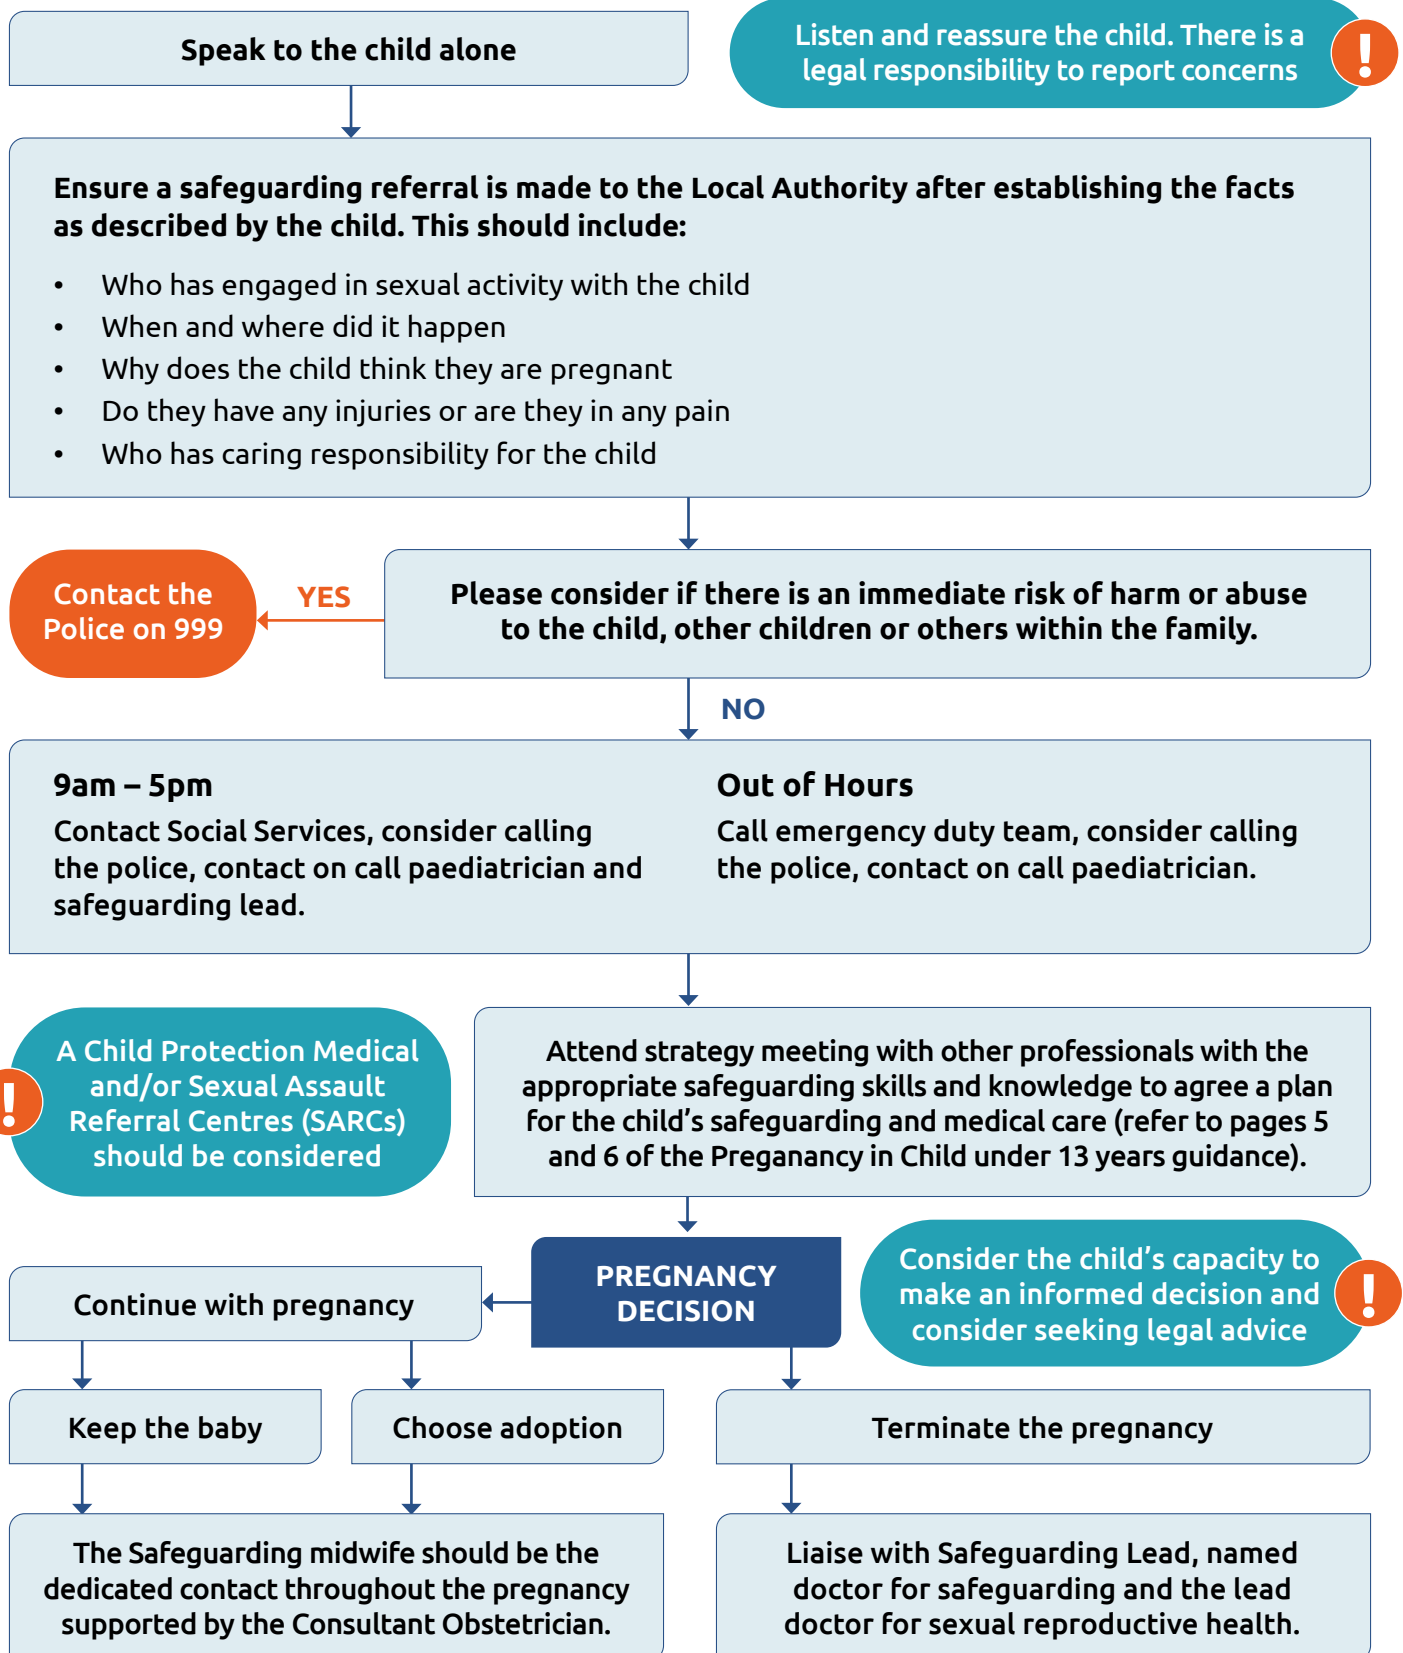 Speak to the child alone
Listen and reassure the child. There is a
legal responsibility to report concerns
!
Ensure a safeguarding referral is made to the Local Authority after establishing the facts
as described by the child. This should include:
• Who has engaged in sexual activity with the child
• When and where did it happen
• Why does the child think they are pregnant
• Do they have any injuries or are they in any pain
• Who has caring responsibility for the child
Contact the
Police on 999
YES
Please consider if there is an immediate risk of harm or abuse
to the child, other children or others within the family.
NO
9am – 5pm
Contact Social Services, consider calling
the police, contact on call paediatrician and
safeguarding lead.
Out of Hours
Call emergency duty team, consider calling
the police, contact on call paediatrician.
!
A Child Protection Medical
and/or Sexual Assault
Referral Centres (SARCs)
should be considered
Attend strategy meeting with other professionals with the
appropriate safeguarding skills and knowledge to agree a plan
for the child's safeguarding and medical care (refer to pages 5
and 6 of the Preganancy in Child under 13 years guidance).
PREGNANCY
DECISION
Consider the child's capacity to
make an informed decision and
consider seeking legal advice
!
Continue with pregnancy
Keep the baby
Choose adoption
Terminate the pregnancy
The Safeguarding midwife should be the
dedicated contact throughout the pregnancy
supported by the Consultant Obstetrician.
Liaise with Safeguarding Lead, named
doctor for safeguarding and the lead
doctor for sexual reproductive health.